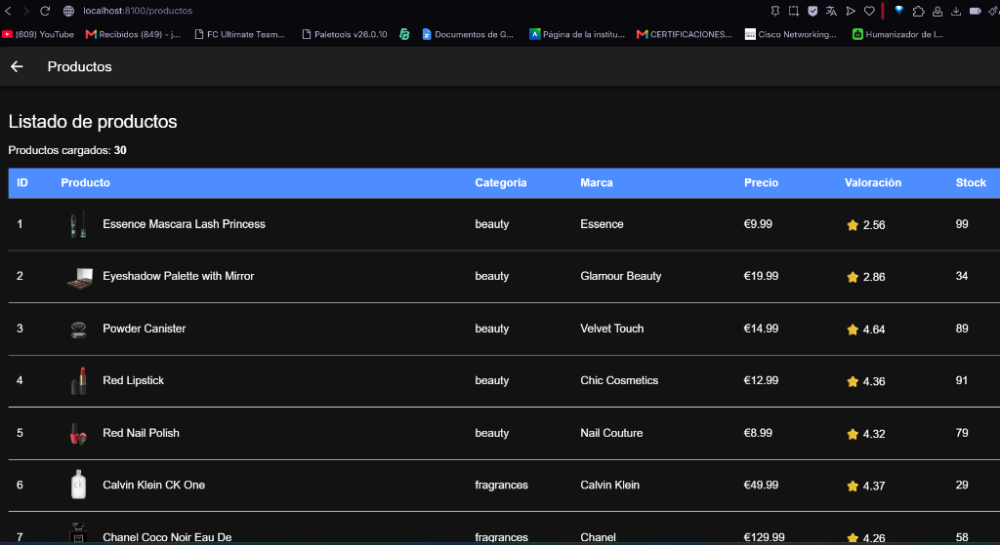 localhost:8100/productos
(609) YouTube Recibidos (849) - j... FC Ultimate Team... Paletools v26.0.10 Documentos de G... Página de la institu... CERTIFICACIONES... Cisco Networking... Humanizador de I...
Productos
Listado de productos
Productos cargados: 30
ID Producto Categoría Marca Precio Valoración Stock
1 Essence Mascara Lash Princess beauty Essence €9.99 2.56 99
2 Eyeshadow Palette with Mirror beauty Glamour Beauty €19.99 2.86 34
3 Powder Canister beauty Velvet Touch €14.99 4.64 89
4 Red Lipstick beauty Chic Cosmetics €12.99 4.36 91
5 Red Nail Polish beauty Nail Couture €8.99 4.32 79
6 Calvin Klein CK One fragrances Calvin Klein €49.99 4.37 29
7 Chanel Coco Noir Eau De fragrances Chanel €129.99 4.26 58